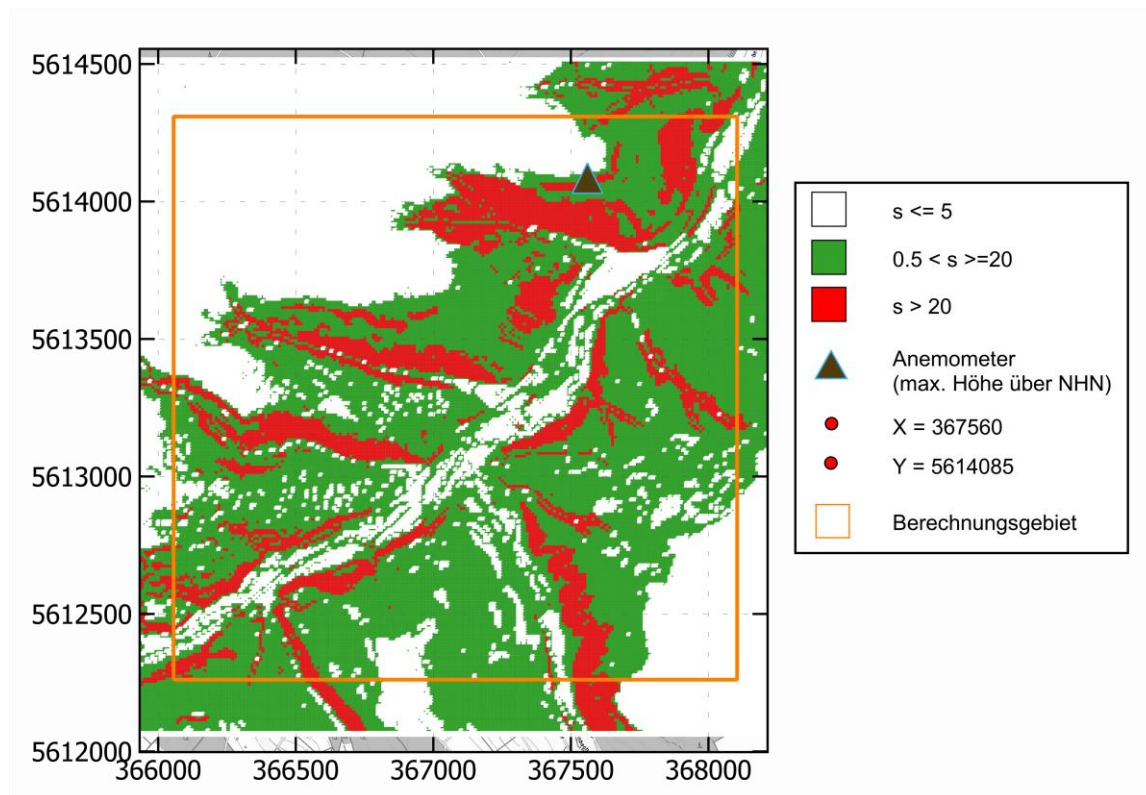 5614500
5614000
5613500
5613000
5612500
5612000
366000 366500 367000 367500 368000
s <= 5
0.5 < s >=20
s > 20
Anemometer
(max. Höhe über NHN)
X = 367560
Y = 5614085
Berechnungsgebiet